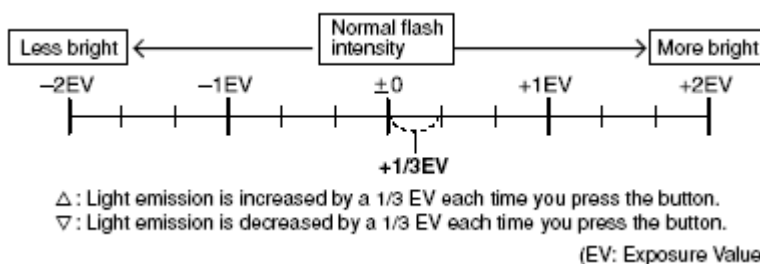 Normal flash
intensity
Less bright
More bright
−2EV −1EV ±0 +1EV +2EV
+1/3EV
△ : Light emission is increased by a 1/3 EV each time you press the button.
▽ : Light emission is decreased by a 1/3 EV each time you press the button.
(EV: Exposure Value